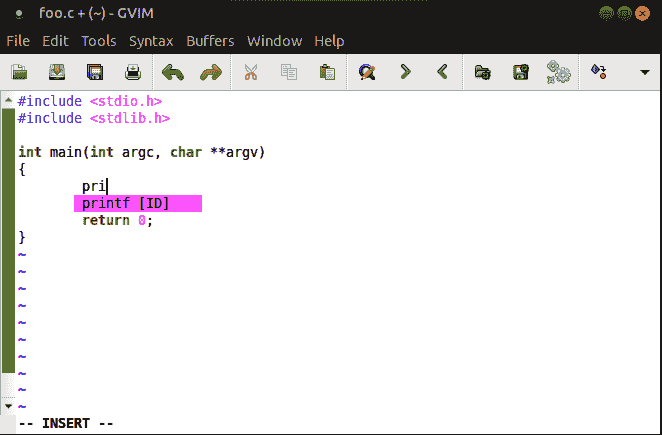 foo.c + (~) - GVIM
File Edit Tools Syntax Buffers Window Help
#include <stdio.h>
#include <stdlib.h>
int main(int argc, char **argv)
{
pri
printf [ID]
return 0;
}
~
~
~
~
~
~
~
~
~
~
-- INSERT --